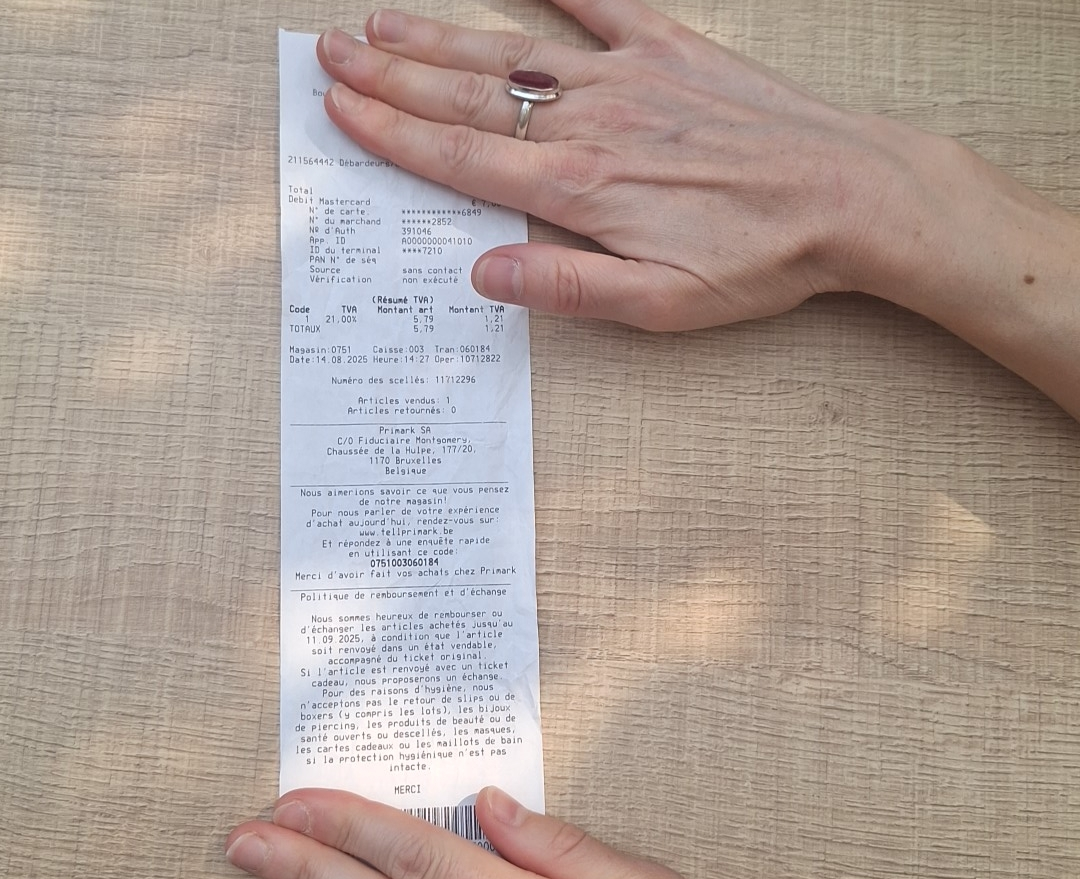 211564442 Débardeurs
Total
Debit Mastercard € 7,00
N° de carte. ************6849
N° du marchand ******2852
Nº d'Auth 391046
App. ID A0000000041010
ID du terminal ****7210
PAN N° de séq
Source sans contact
Vérification non exécuté
(Résumé TVA)
Code TVA Montant art Montant TVA
1 21,00% 5,79 1,21
TOTAUX 5,79 1,21
Magasin:0751 Caisse:003 Tran:060184
Date:14.08.2025 Heure:14:27 Oper:10712822
Numéro des scellés: 11712296
Articles vendus: 1
Articles retournés: 0
Primark SA
C/O Fiduciaire Montgomery,
Chaussée de la Hulpe, 177/20,
1170 Bruxelles
Belgique
Nous aimerions savoir ce que vous pensez
de notre magasin!
Pour nous parler de votre expérience
d'achat aujourd'hui, rendez-vous sur:
www.tellprimark.be
Et répondez à une enquête rapide
en utilisant ce code:
0751003060184
Merci d'avoir fait vos achats chez Primark
Politique de remboursement et d'échange
Nous sommes heureux de rembourser ou
d'échanger les articles achetés jusqu'au
11.09.2025, à condition que l'article
soit renvoyé dans un état vendable,
accompagné du ticket original.
Si l'article est renvoyé avec un ticket
cadeau, nous proposerons un échange.
Pour des raisons d'hygiène, nous
n'acceptons pas le retour de slips ou de
boxers (y compris les lots), les bijoux
de piercing, les produits de beauté ou de
santé ouverts ou descellés, les masques,
les cartes cadeaux ou les maillots de bain
si la protection hygiénique n'est pas
intacte.
MERCI